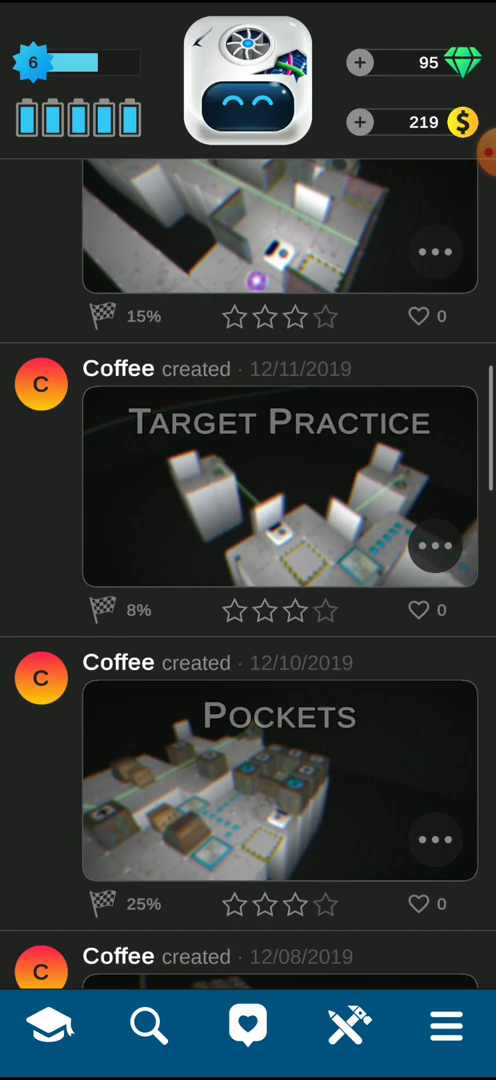 6
95
219
15%
0
Coffee created · 12/11/2019
TARGET PRACTICE
8%
0
C
Coffee created · 12/10/2019
POCKETS
25%
0
C
Coffee created · 12/08/2019
C